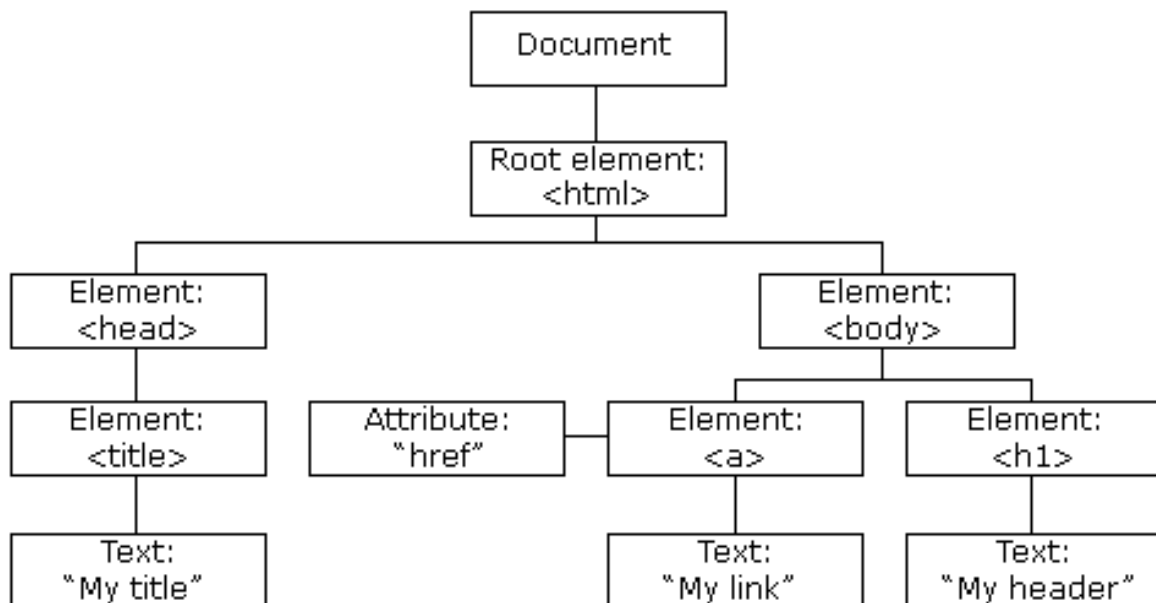 Document
Root element:
<html>
Element:
<head>
Element:
<body>
Element:
<title>
Attribute:
“href”
Element:
<a>
Element:
<h1>
Text:
“My title”
Text:
“My link”
Text:
“My header”